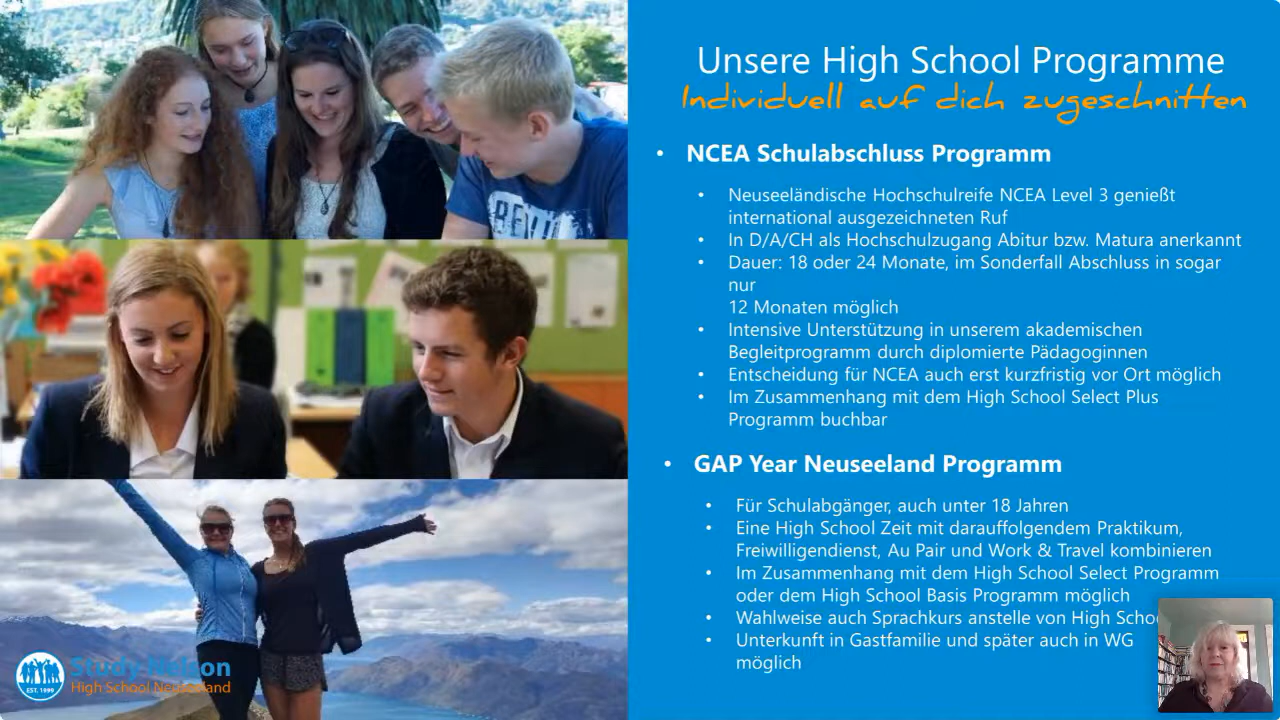 Unsere High School Programme
Individuell auf dich zugeschnitten
• NCEA Schulabschluss Programm
• Neuseeländische Hochschulreife NCEA Level 3 genießt
international ausgezeichneten Ruf
• In D/A/CH als Hochschulzugang Abitur bzw. Matura anerkannt
• Dauer: 18 oder 24 Monate, im Sonderfall Abschluss in sogar
nur
12 Monaten möglich
• Intensive Unterstützung in unserem akademischen
Begleitprogramm durch diplomierte Pädagoginnen
• Entscheidung für NCEA auch erst kurzfristig vor Ort möglich
• Im Zusammenhang mit dem High School Select Plus
Programm buchbar
• GAP Year Neuseeland Programm
• Für Schulabgänger, auch unter 18 Jahren
• Eine High School Zeit mit darauffolgendem Praktikum,
Freiwilligendienst, Au Pair und Work & Travel kombinieren
• Im Zusammenhang mit dem High School Select Programm
oder dem High School Basis Programm möglich
• Wahlweise auch Sprachkurs anstelle von High
• Unterkunft in Gastfamilie und später auch in WG
möglich
Study Nelson
High School Neuseeland
EST. 1999